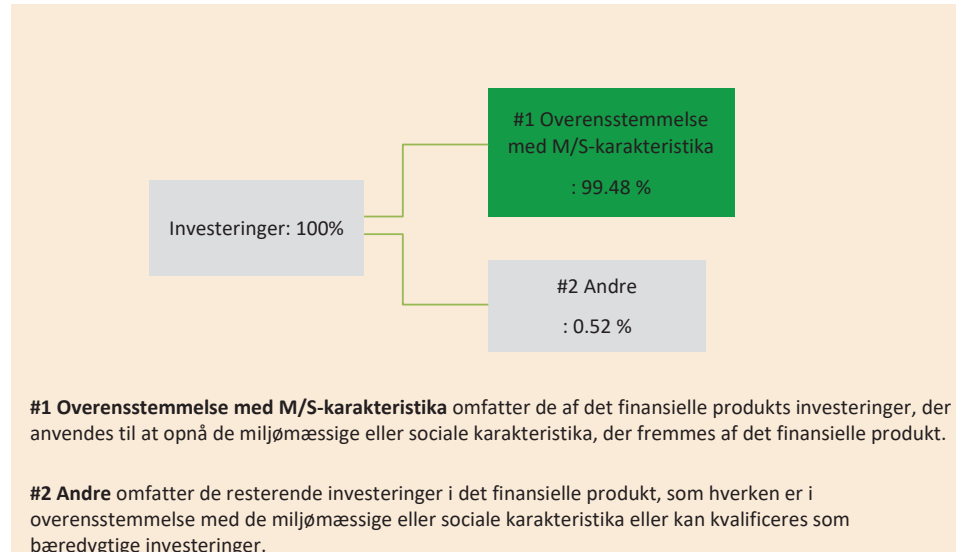 #1 Overensstemmelse
med M/S-karakteristika
: 99.48 %
Investeringer: 100%
#2 Andre
: 0.52 %
#1 Overensstemmelse med M/S-karakteristika omfatter de af det finansielle produkts investeringer, der
anvendes til at opnå de miljømæssige eller sociale karakteristika, der fremmes af det finansielle produkt.
#2 Andre omfatter de resterende investeringer i det finansielle produkt, som hverken er i
overensstemmelse med de miljømæssige eller sociale karakteristika eller kan kvalificeres som
bæredygtige investeringer.